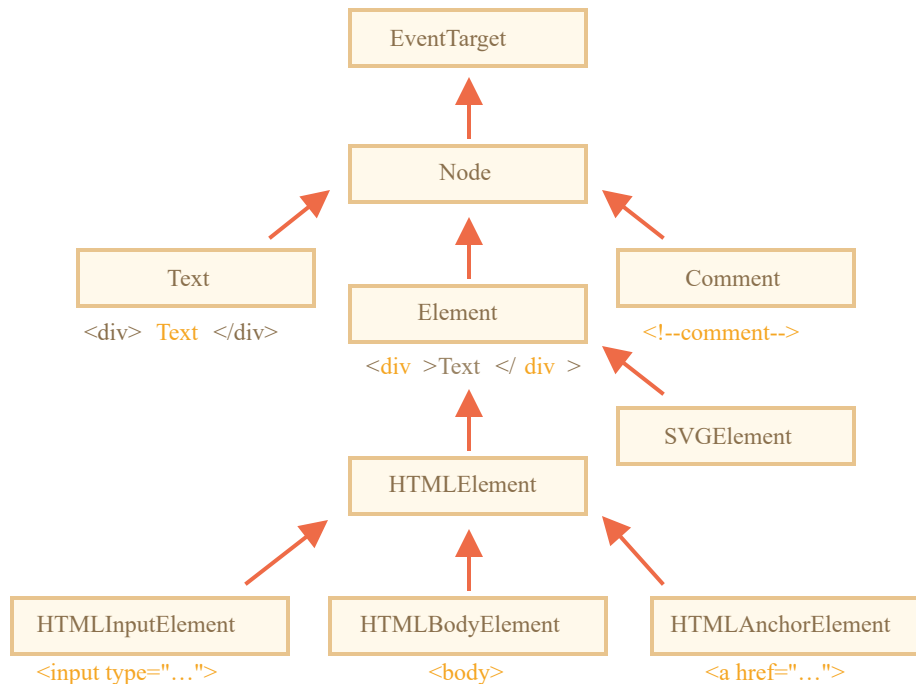 EventTarget
Node
Text
Element
Comment
<div> Text </div>
<!--comment-->
<div >Text </ div >
SVGElement
HTMLElement
HTMLInputElement
HTMLBodyElement
HTMLAnchorElement
<input type="…">
<body>
<a href="…">